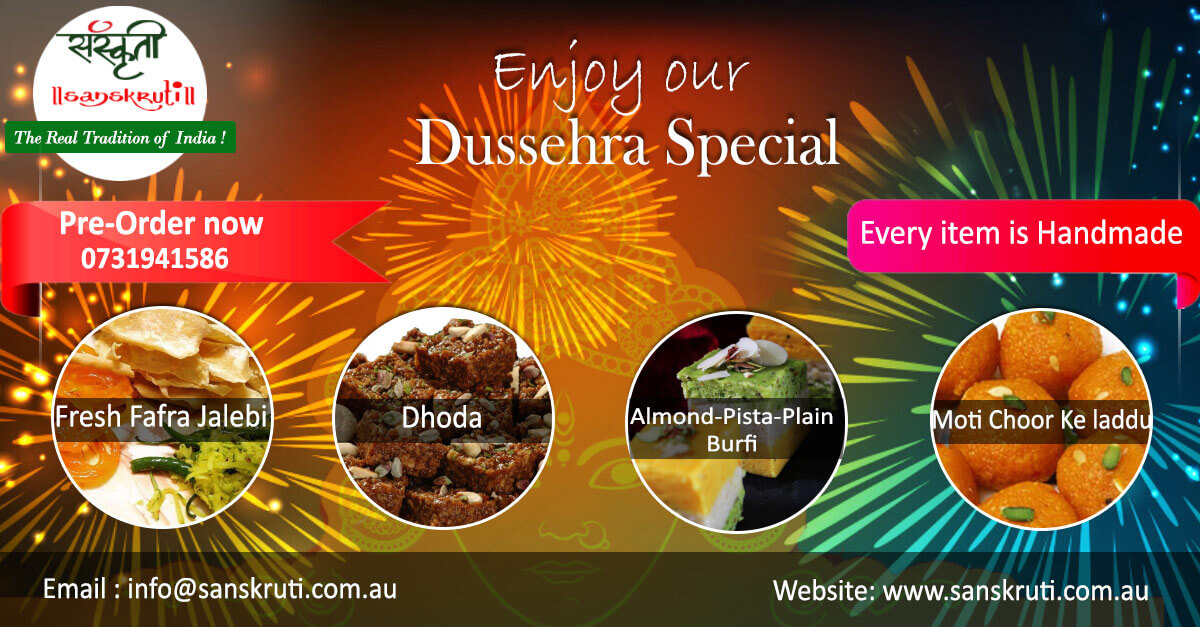 संस्कृती
॥sanskruti॥
The Real Tradition of India !
Enjoy our
Dussehra Special
Pre-Order now
0731941586
Every item is Handmade
Fresh Fafra Jalebi
Dhoda
Almond-Pista-Plain
Burfi
Moti Choor Ke laddu
Email : info@sanskruti.com.au
Website: www.sanskruti.com.au